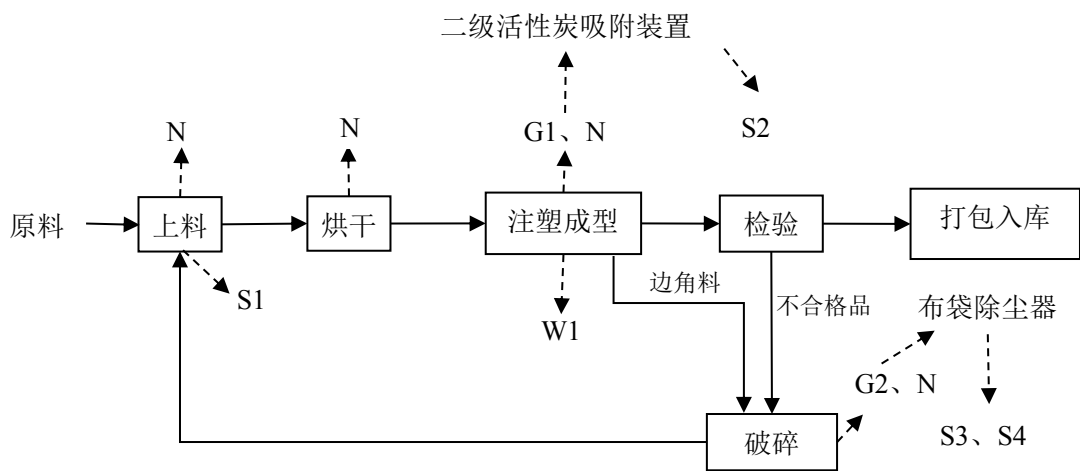 二级活性炭吸附装置
S2
N
N
G1、N
原料
上料
烘干
注塑成型
检验
打包入库
S1
W1
边角料
不合格品
布袋除尘器
G2、N
S3、S4
破碎